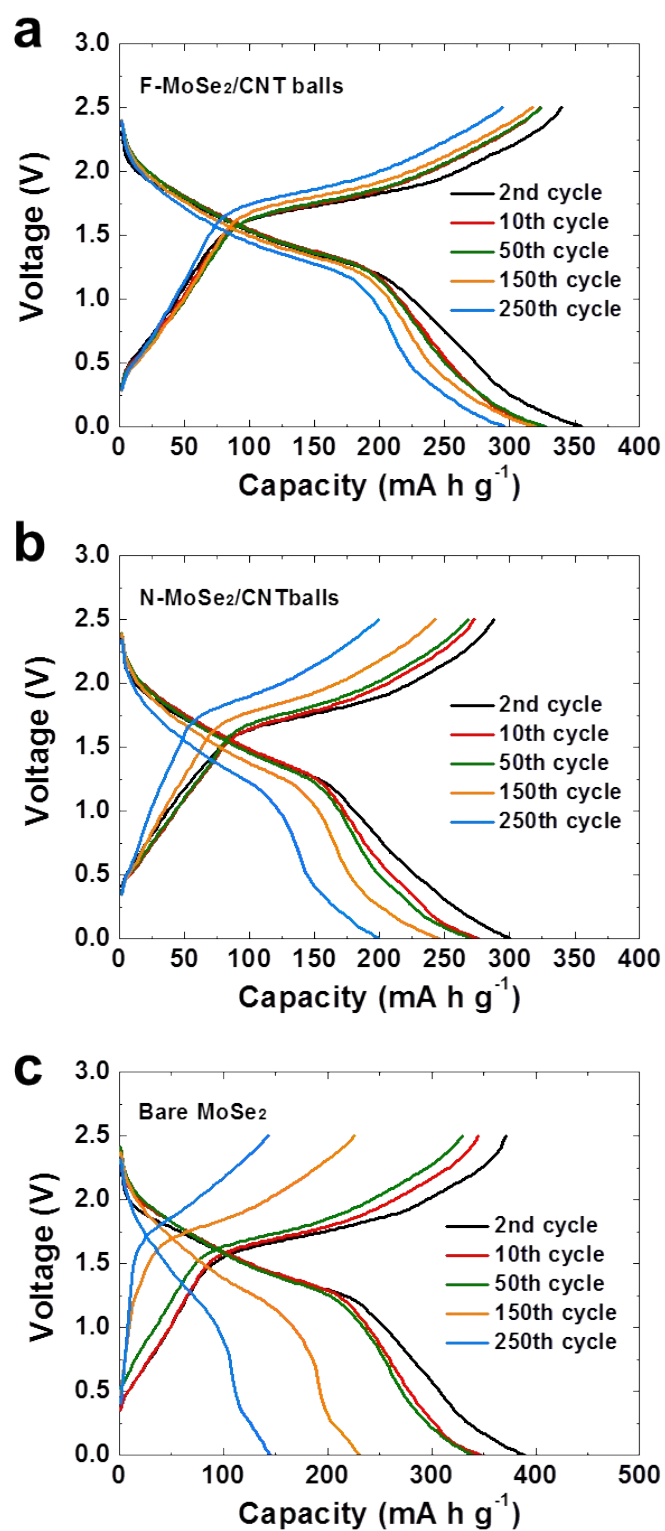 a
F-MoSe₂/CNT balls
Voltage (V)
3.0
2.5
2.0
1.5
1.0
0.5
0.0
2nd cycle
10th cycle
50th cycle
150th cycle
250th cycle
0 50 100 150 200 250 300 350 400
Capacity (mA h g⁻¹)
b
N-MoSe₂/CNTballs
Voltage (V)
3.0
2.5
2.0
1.5
1.0
0.5
0.0
2nd cycle
10th cycle
50th cycle
150th cycle
250th cycle
0 50 100 150 200 250 300 350 400
Capacity (mA h g⁻¹)
c
Bare MoSe₂
Voltage (V)
3.0
2.5
2.0
1.5
1.0
0.5
0.0
2nd cycle
10th cycle
50th cycle
150th cycle
250th cycle
0 100 200 300 400 500
Capacity (mA h g⁻¹)